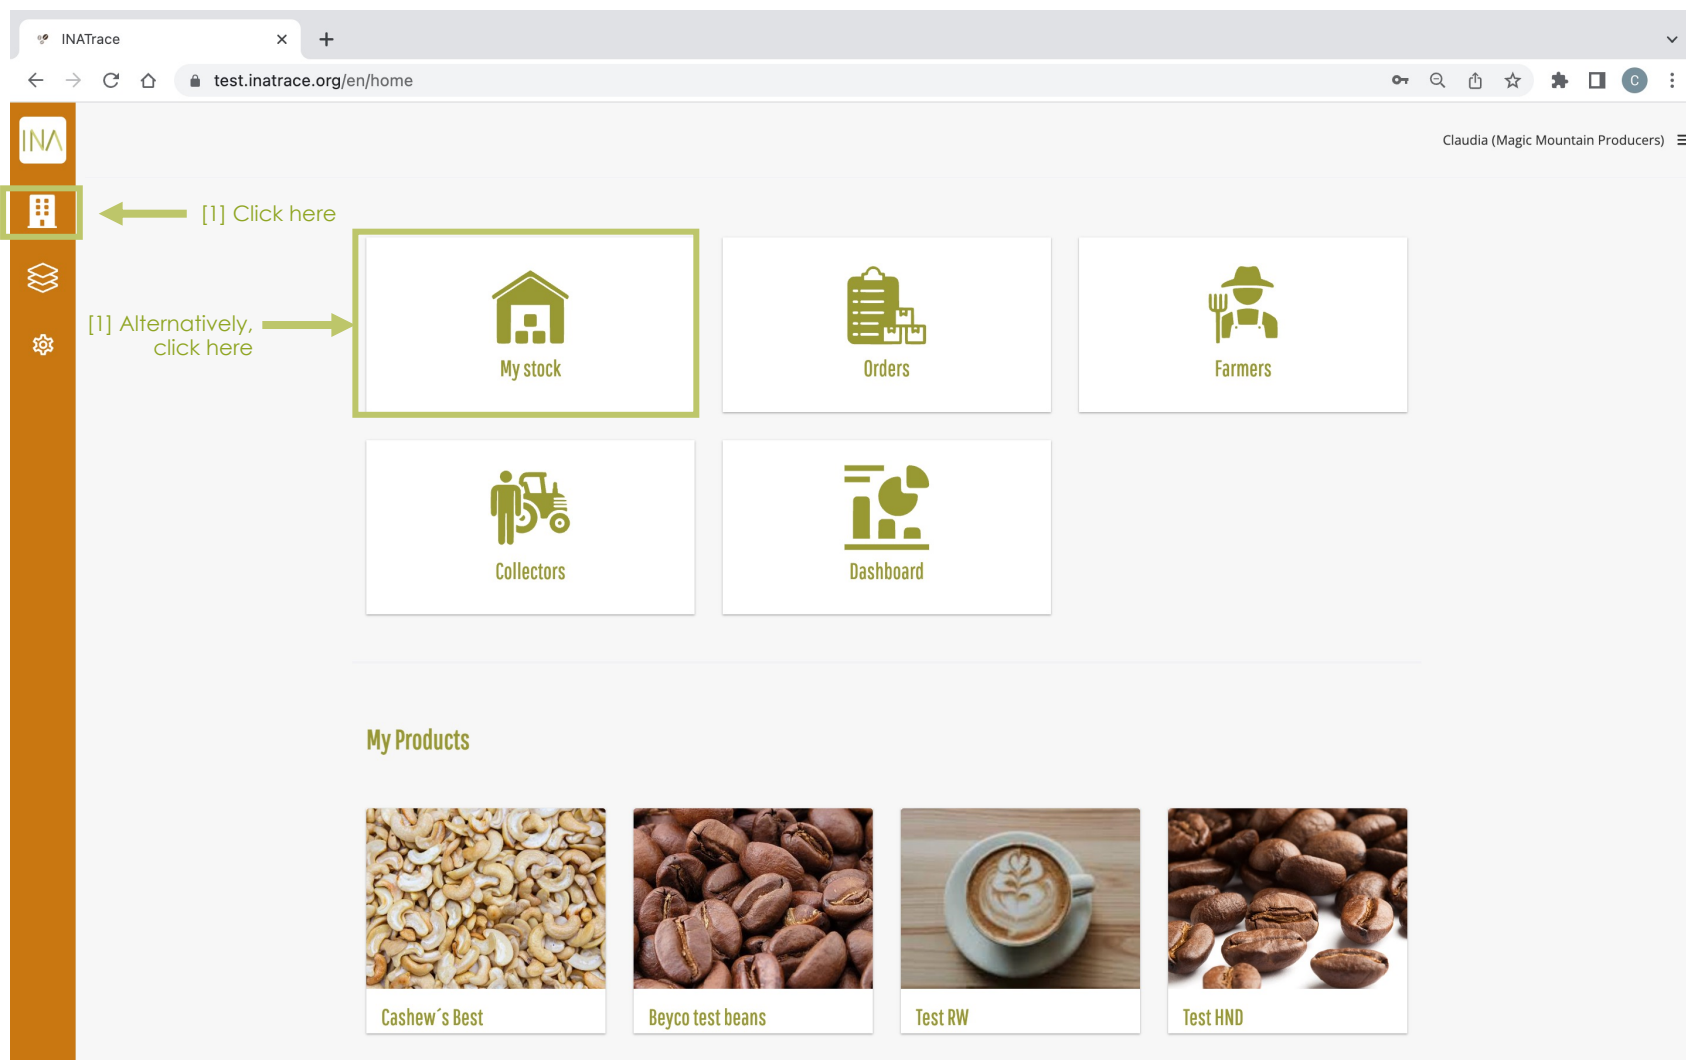 INATrace
test.inatrace.org/en/home
C
INA
Claudia (Magic Mountain Producers)
[1] Click here
[1] Alternatively,
click here
My stock
Orders
Farmers
Collectors
Dashboard
My Products
Cashew´s Best
Beyco test beans
Test RW
Test HND